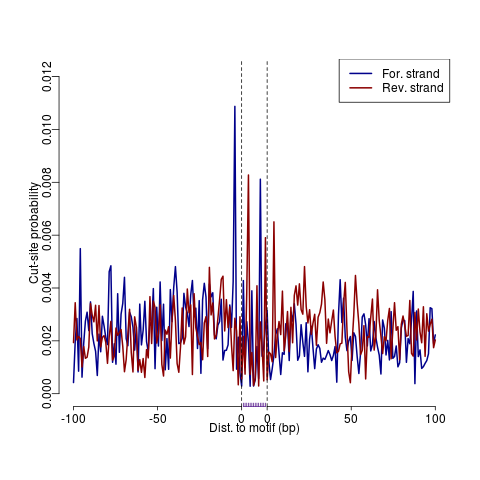 For. strand
Rev. strand
Cut-site probability
0.012
0.010
0.008
0.006
0.004
0.002
0.000
-100 -50 0 0 50 100
Dist. to motif (bp)